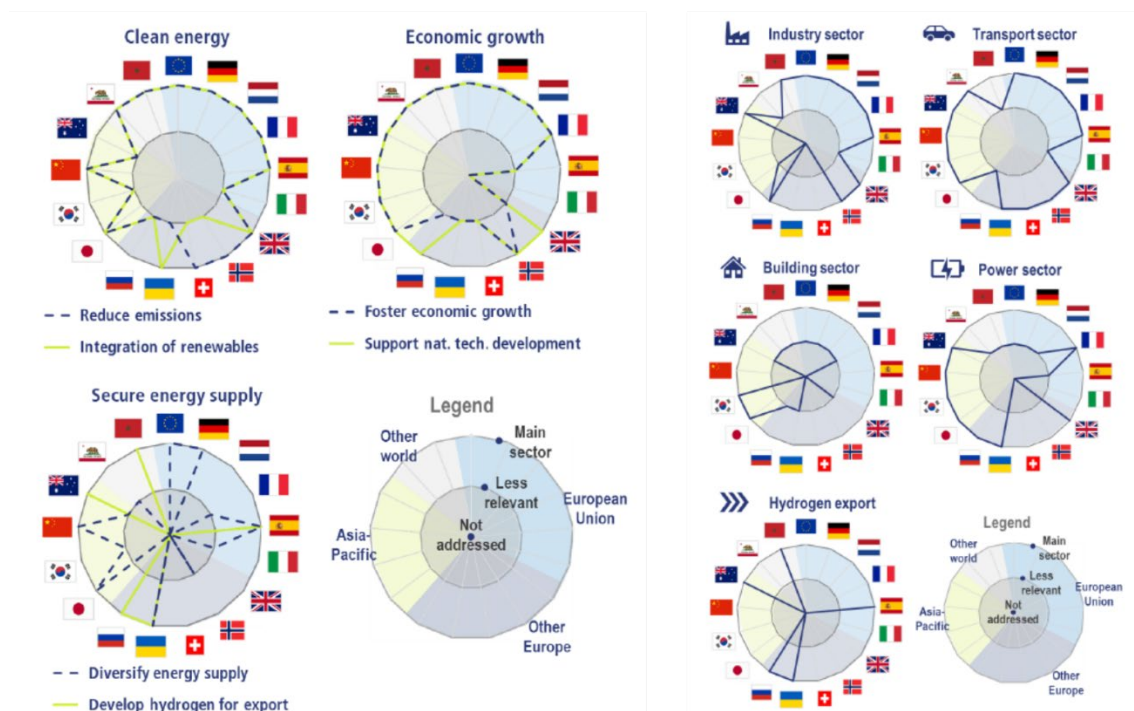 Clean energy
Economic growth
Reduce emissions
Integration of renewables
Foster economic growth
Support nat. tech. development
Secure energy supply
Diversify energy supply
Develop hydrogen for export
Legend
Other
world
Main
sector
Less
relevant
Not
addressed
European
Union
Asia-
Pacific
Other
Europe
Industry sector
Transport sector
Building sector
Power sector
Hydrogen export
Legend
Other
world
Main
sector
Less
relevant
Not
addressed
European
Union
Asia-
Pacific
Other
Europe